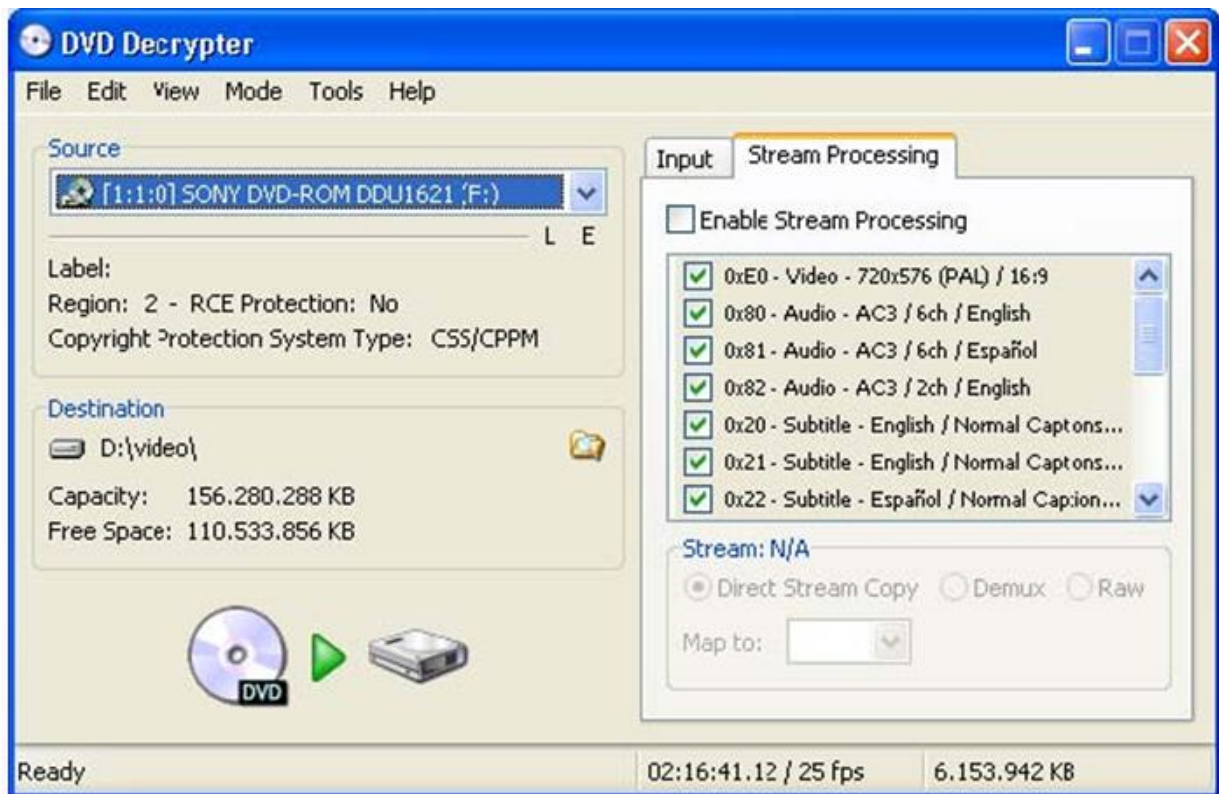 DVD Decrypter
File Edit View Mode Tools Help
Source
[1:1:0] SONY DVD-ROM DDU1621 (F:)
L E
Label:
Region: 2 - RCE Protection: No
Copyright Protection System Type: CSS/CPPM
Destination
D:\video\
Capacity: 156.280.288 KB
Free Space: 110.533.856 KB
DVD
Input Stream Processing
Enable Stream Processing
0xE0 - Video - 720x576 (PAL) / 16:9
0x80 - Audio - AC3 / 6ch / English
0x81 - Audio - AC3 / 6ch / Español
0x82 - Audio - AC3 / 2ch / English
0x20 - Subtitle - English / Normal Captons...
0x21 - Subtitle - English / Normal Captons...
0x22 - Subtitle - Español / Normal Caption...
Stream: N/A
Direct Stream Copy Demux Raw
Map to:
Ready 02:16:41.12 / 25 fps 6.153.942 KB